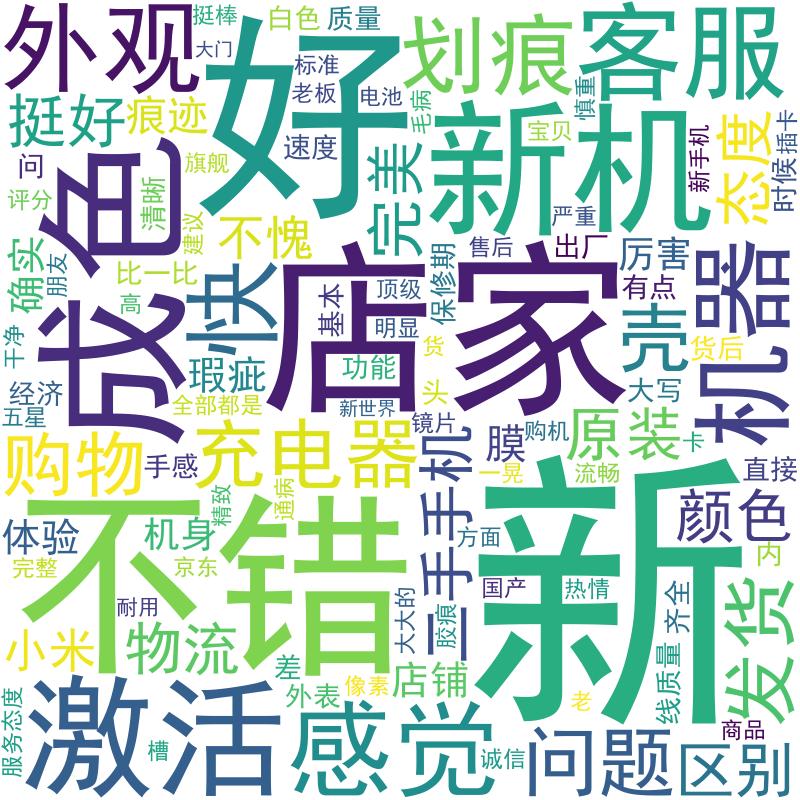 外观
好
挺棒
白色
质量
划痕
客服
大门
标准
老板
电池
毛病
慎重
挺好
痕迹
新机
宝贝
新手机
态度
时候
插卡
问
旗舰
速度
完美
评分
成色
清晰
建议
不愧
严重
确实
朋友
比一比
快
店家
保修期
售后
出厂
厉害
机器
高
基本
顶级
明显
有点
干净
瑕疵
功能
货
壳
货后
经济
五星
全部都是
新世界
头
镜片
大写
购物
手感
充电器
二手手机
膜
购机
原装
卡
直接
不错
精致
通病
一晃
流畅
新
颜色
体验
机身
方面
完整
京东
大大的
国产
热情
齐全
内
耐用
胶痕
发货
小米
物流
差
店铺
线质量
服务态度
激活
外表
像素
感觉
老
商品
槽
诚信
问题
区别